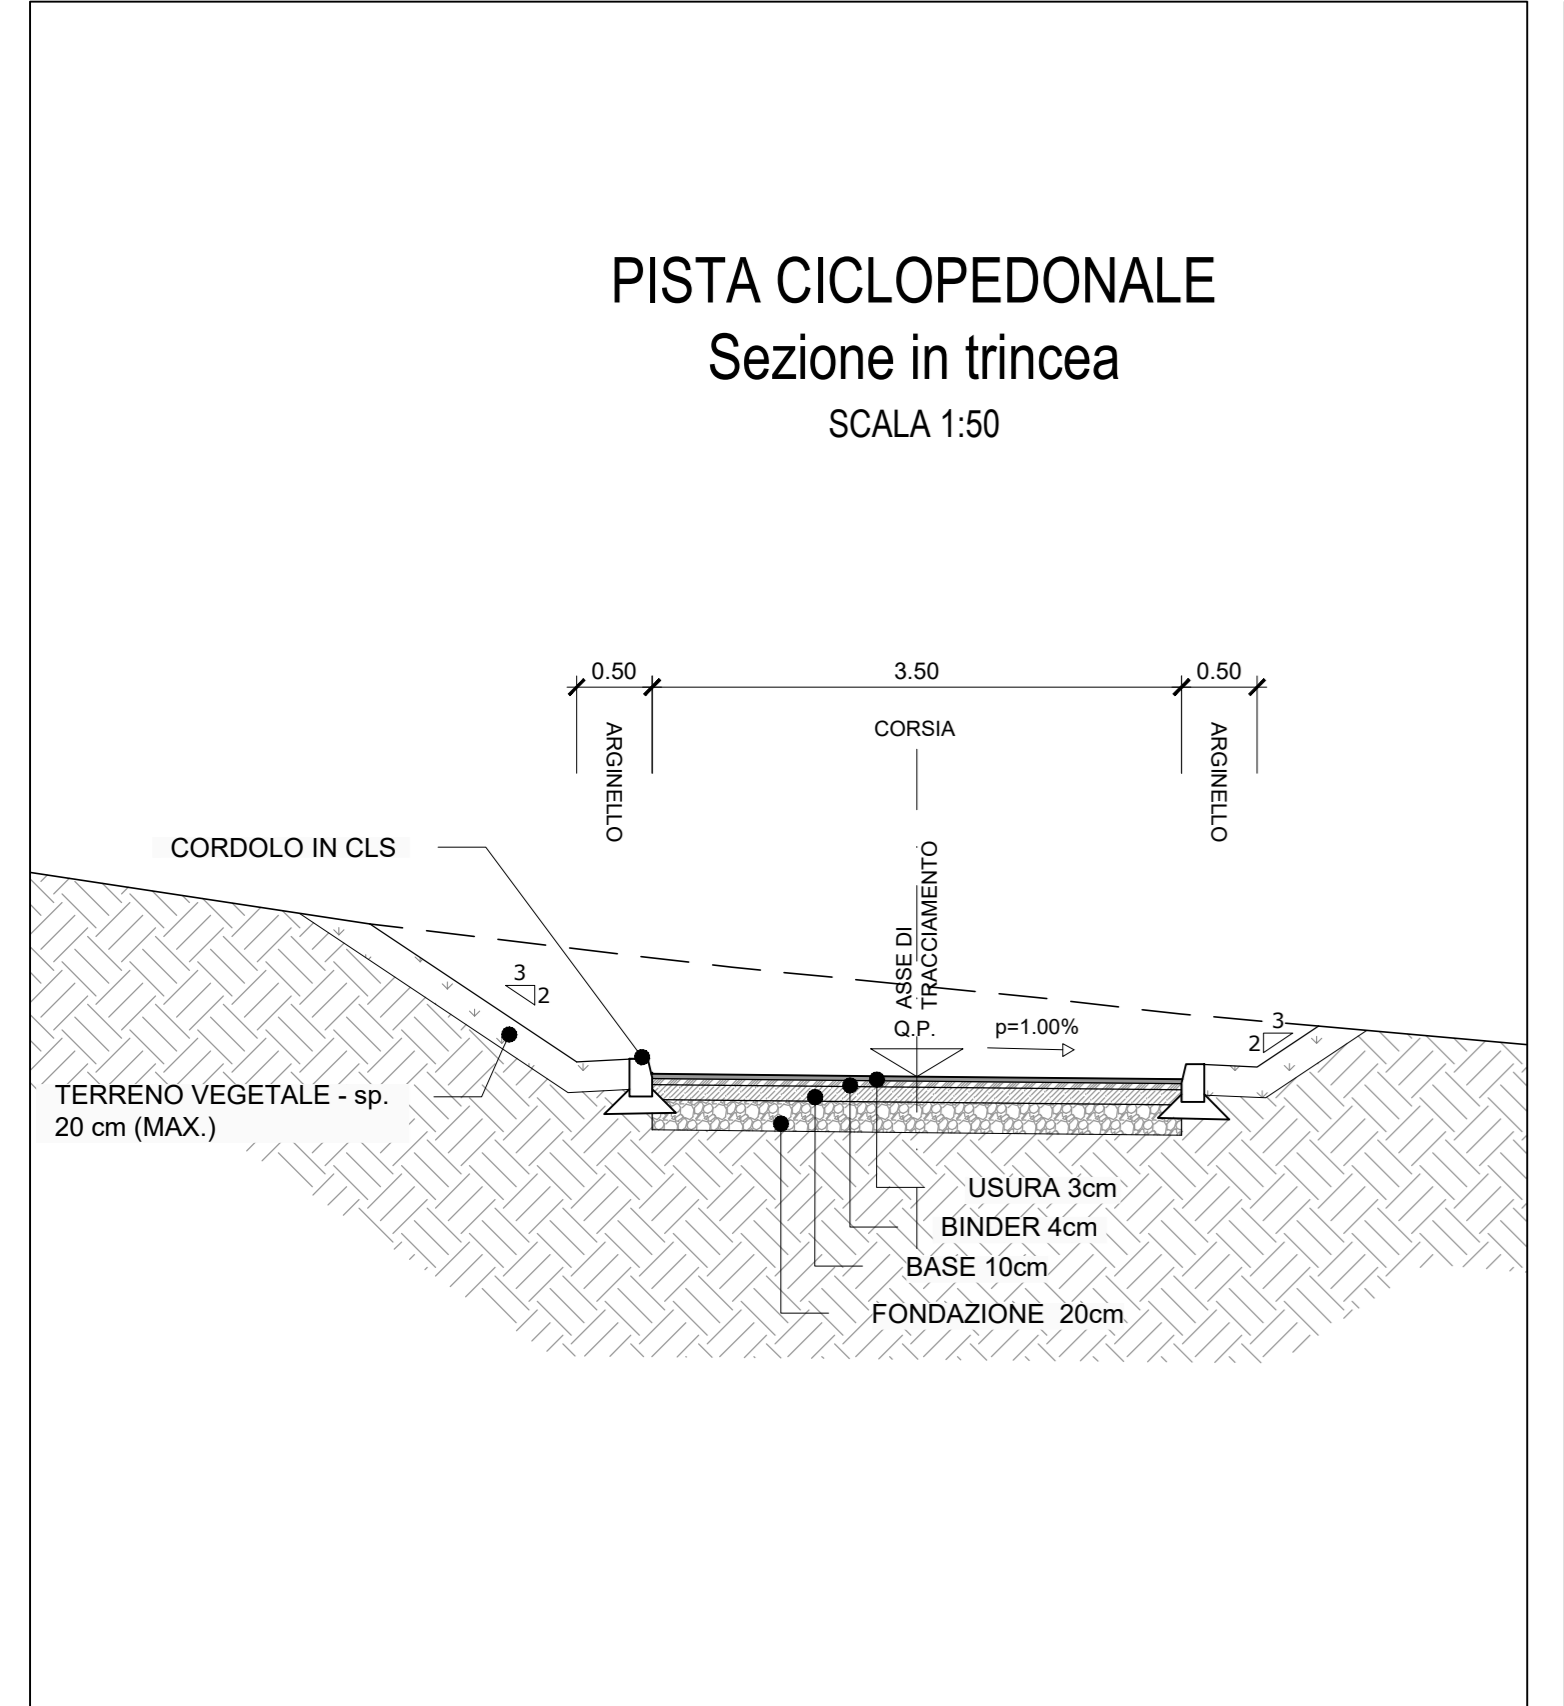 PISTA CICLOPEDONALE
Sezione in trincea
SCALA 1:50
0.50
3.50
0.50
ARGINELLO
CORSIA
ARGINELLO
CORDOLO IN CLS
ASSE DI
TRACCIAMENTO
3
2
Q.P.
p=1.00%
3
2
TERRENO VEGETALE - sp.
20 cm (MAX.)
USURA 3cm
BINDER 4cm
BASE 10cm
FONDAZIONE  20cm